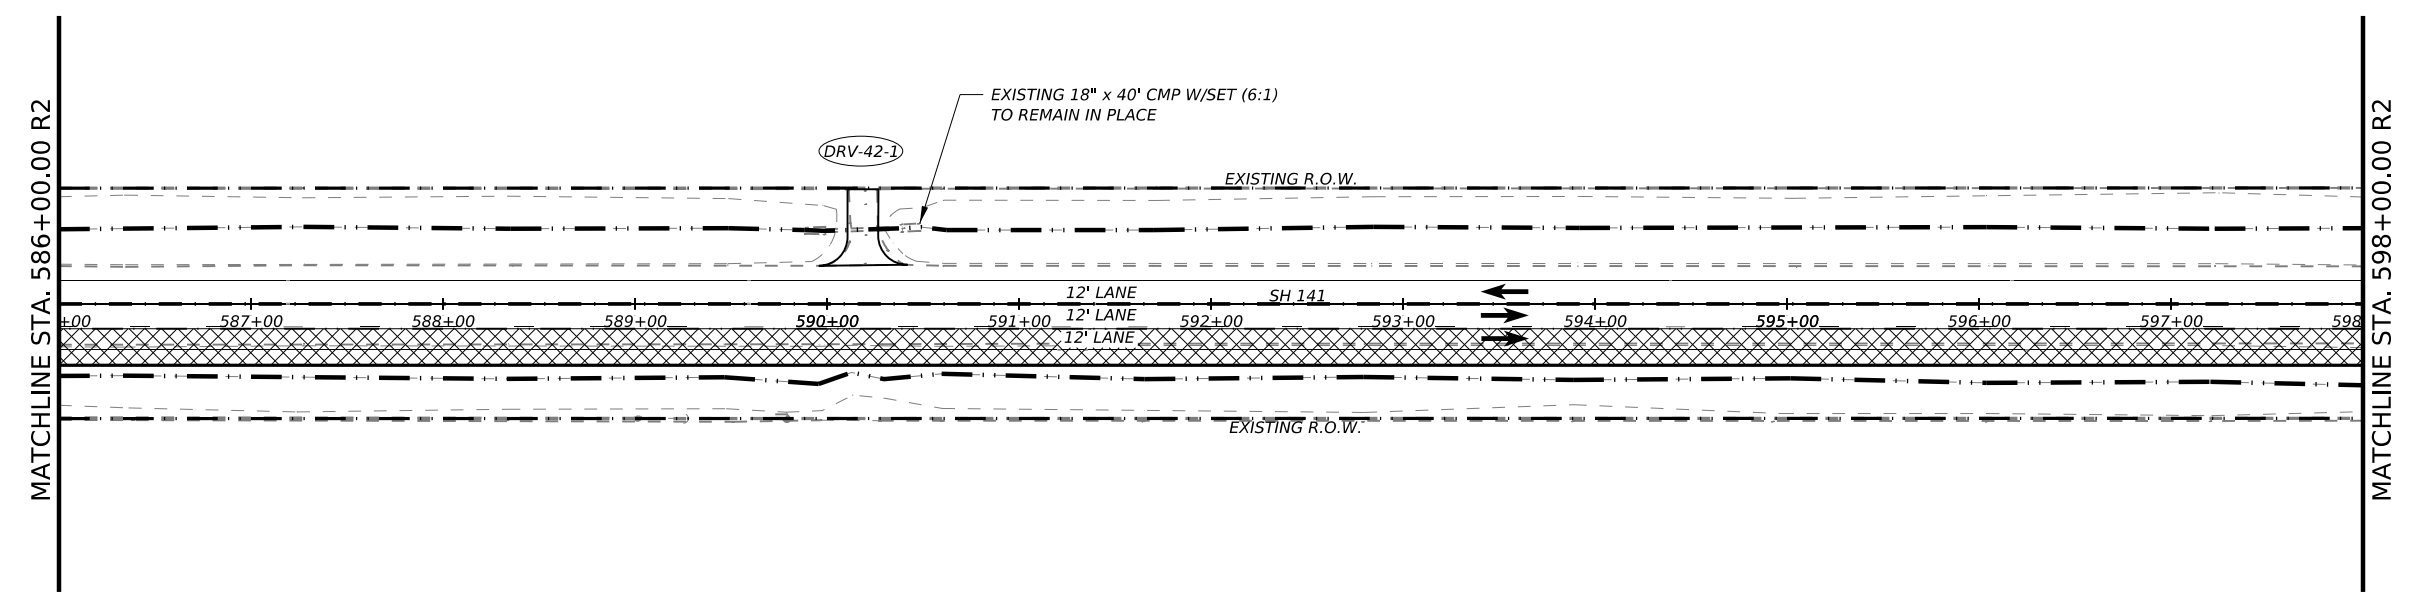 MATCHLINE STA. 586+00.00 R2
EXISTING 18" x 40' CMP W/SET (6:1)
TO REMAIN IN PLACE
DRV-42-1
EXISTING R.O.W.
12' LANE
SH 141
12' LANE
+00 587+00 588+00 589+00 590+00 591+00 592+00 593+00 594+00 595+00 596+00 597+00 598
12' LANE
EXISTING R.O.W.
MATCHLINE STA. 598+00.00 R2